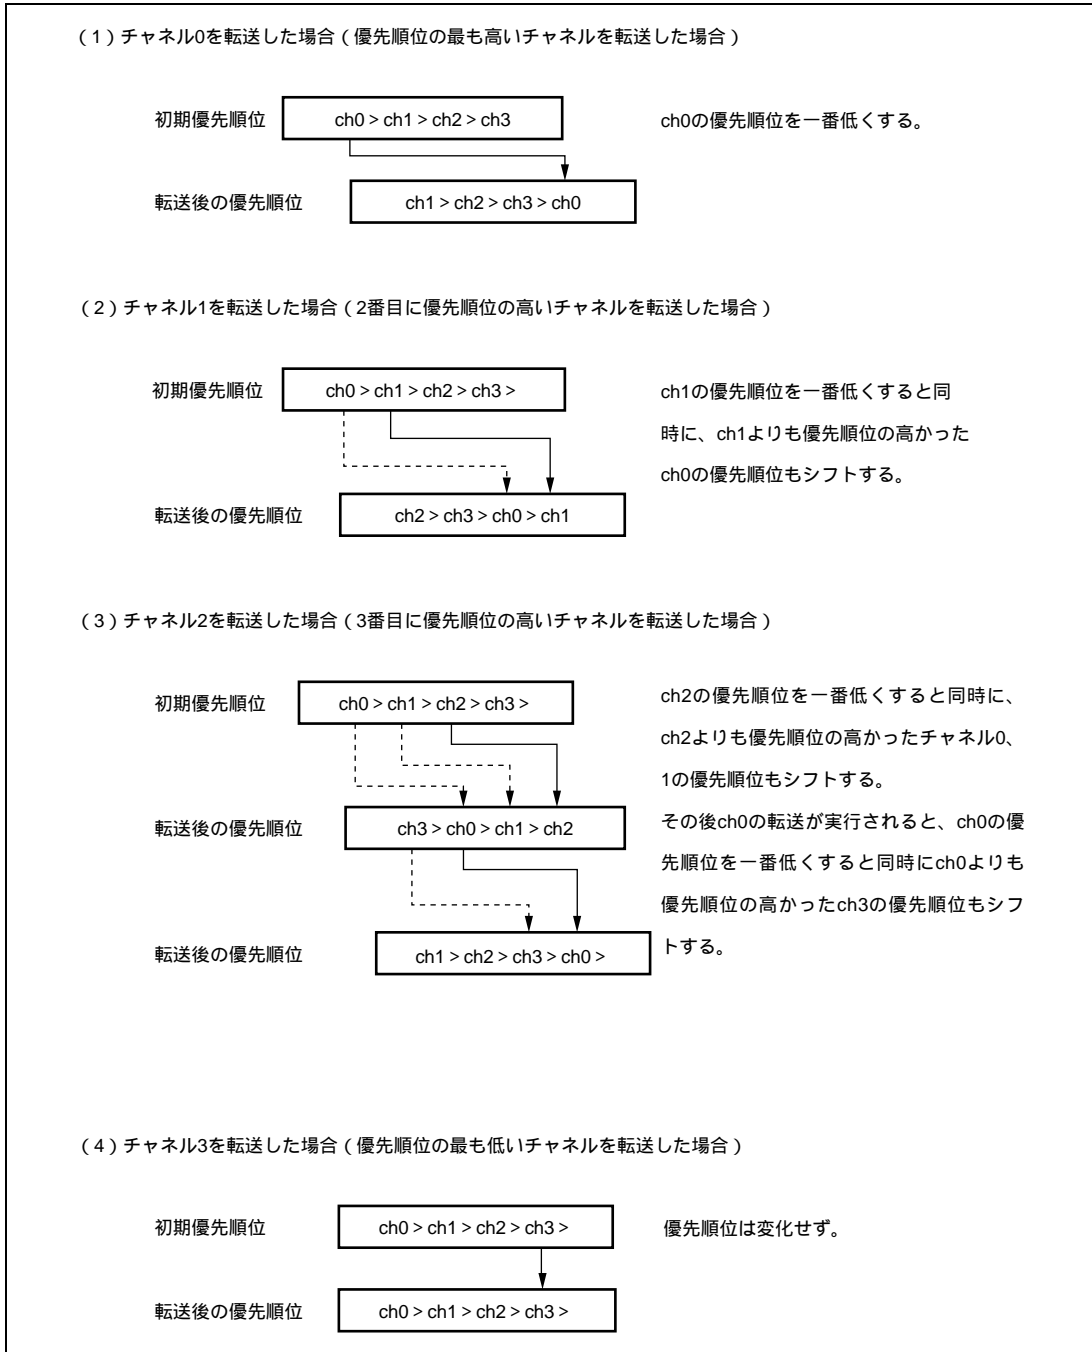 （1）チャネル0を転送した場合（優先順位の最も高いチャネルを転送した場合）
初期優先順位
ch0 > ch1 > ch2 > ch3
ch0の優先順位を一番低くする。
転送後の優先順位
ch1 > ch2 > ch3 > ch0
（2）チャネル1を転送した場合（2番目に優先順位の高いチャネルを転送した場合）
初期優先順位
ch0 > ch1 > ch2 > ch3 >
ch1の優先順位を一番低くすると同
時に、ch1よりも優先順位の高かった
ch0の優先順位もシフトする。
転送後の優先順位
ch2 > ch3 > ch0 > ch1
（3）チャネル2を転送した場合（3番目に優先順位の高いチャネルを転送した場合）
初期優先順位
ch0 > ch1 > ch2 > ch3 >
ch2の優先順位を一番低くすると同時に、
ch2よりも優先順位の高かったチャネル0、
1の優先順位もシフトする。
転送後の優先順位
ch3 > ch0 > ch1 > ch2
その後ch0の転送が実行されると、ch0の優
先順位を一番低くすると同時にch0よりも
優先順位の高かったch3の優先順位もシフ
トする。
転送後の優先順位
ch1 > ch2 > ch3 > ch0 >
（4）チャネル3を転送した場合（優先順位の最も低いチャネルを転送した場合）
初期優先順位
ch0 > ch1 > ch2 > ch3 >
優先順位は変化せず。
転送後の優先順位
ch0 > ch1 > ch2 > ch3 >